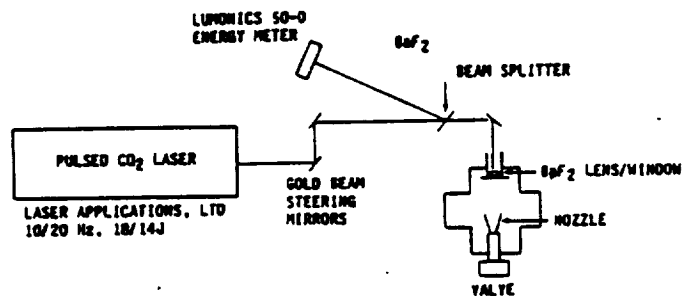 LUMONICS 50-D
ENERGY METER
BaF2
BEAM SPLITTER
PULSED CO2 LASER
BaF2 LENS/WINDOW
GOLD BEAM
STEERING
MIRRORS
LASER APPLICATIONS, LTD
10/20 Hz, 18/14J
NOZZLE
VALVE